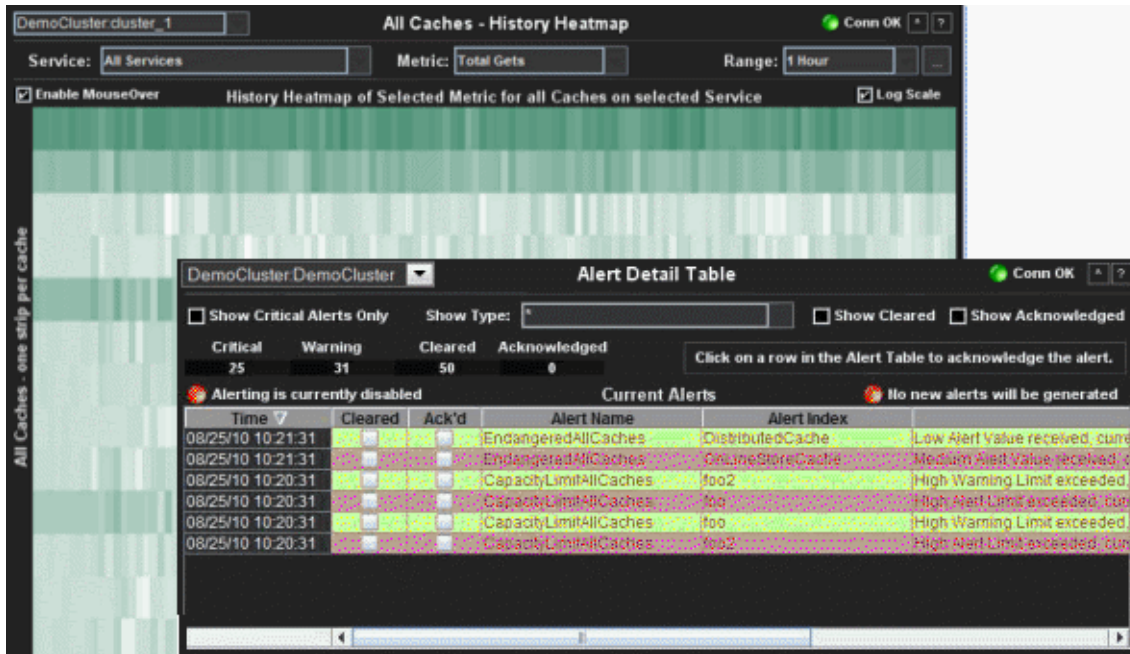 DemoCluster:cluster_1 All Caches - History Heatmap Conn OK ^ ?
Service: All Services Metric: Total Gets Range: 1 Hour ...
Enable MouseOver History Heatmap of Selected Metric for all Caches on selected Service Log Scale
All Caches - one strip per cache
DemoCluster:DemoCluster Alert Detail Table Conn OK ^ ?
Show Critical Alerts Only Show Type: * Show Cleared Show Acknowledged
Critical Warning Cleared Acknowledged
25 31 50 0
Click on a row in the Alert Table to acknowledge the alert.
Alerting is currently disabled Current Alerts No new alerts will be generated
Time Cleared Ack'd Alert Name Alert Index
08/25/10 10:21:31 EndangeredAllCaches DistributedCache Low Alert Value received, curre
08/25/10 10:21:31 EndangeredAllCaches OnlineStoreCache Medium Alert Value received, c
08/25/10 10:20:31 CapacityLimitAllCaches foo2 High Warning Limit exceeded,
08/25/10 10:20:31 CapacityLimitAllCaches foo High Alert Limit exceeded, curr
08/25/10 10:20:31 CapacityLimitAllCaches foo High Warning Limit exceeded,
08/25/10 10:20:31 CapacityLimitAllCaches foo2 High Alert Limit exceeded, curr